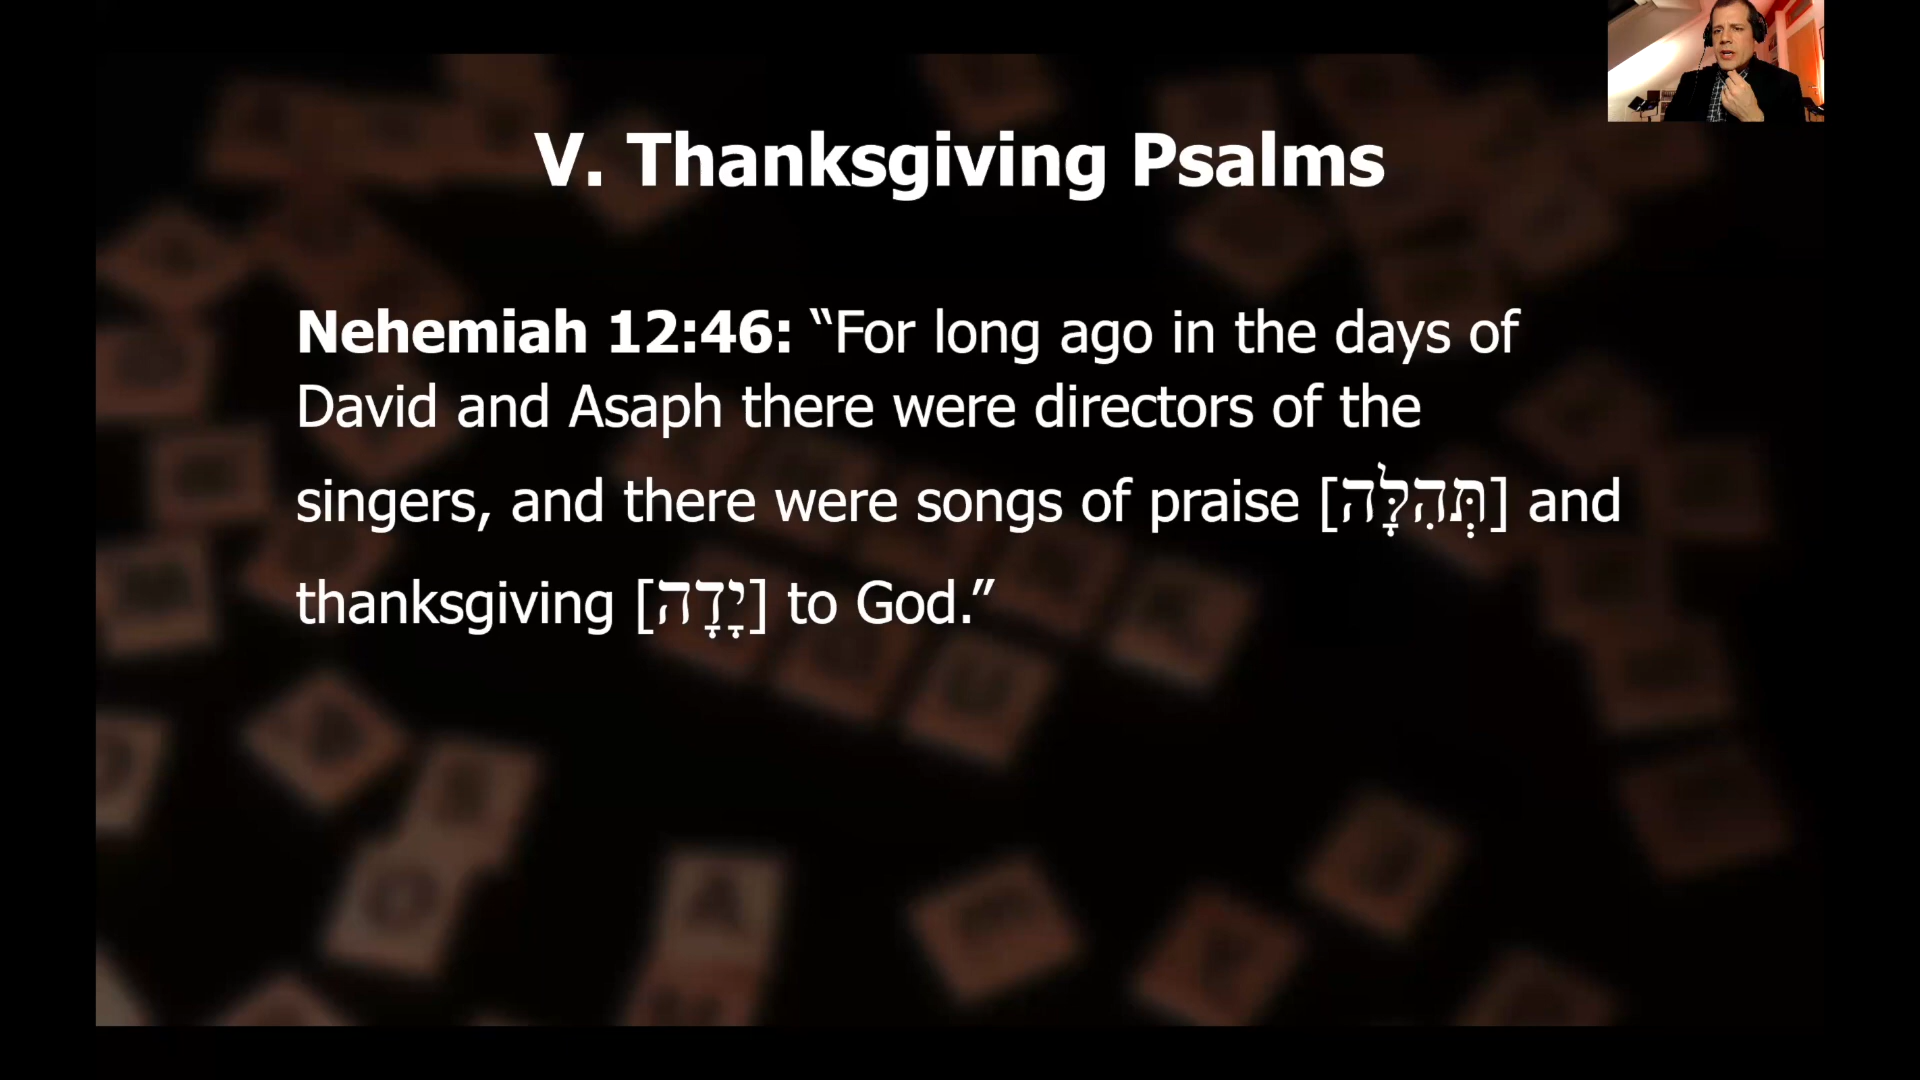 V. Thanksgiving Psalms
Nehemiah 12:46: “For long ago in the days of
David and Asaph there were directors of the
singers, and there were songs of praise [תְּהִלָּה] and
thanksgiving [יָדָה] to God.”